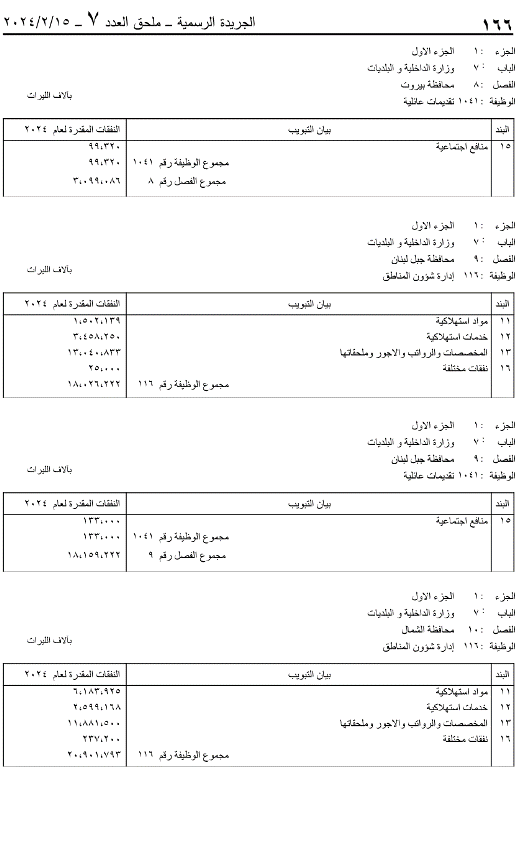 ١٦٦ الجريدة الرسمية – ملحق العدد ٧ – ٢٠٢٤/٢/١٥
الجزء : ١ الجزء الاول
الباب : ٧ وزارة الداخلية و البلديات
الفصل : ٨ محافظة بيروت
الوظيفة : ١٠٤١ تقديمات عائلية
بآلاف الليرات
البند بيان التبويب النفقات المقدرة لعام ٢٠٢٤
١٥ منافع اجتماعية ٩٩،٣٢٠
مجموع الوظيفة رقم ١٠٤١ ٩٩،٣٢٠
مجموع الفصل رقم ٨ ٣،٠٩٩،٠٨٦
الجزء : ١ الجزء الاول
الباب : ٧ وزارة الداخلية و البلديات
الفصل : ٩ محافظة جبل لبنان
الوظيفة : ١١٦ إدارة شؤون المناطق
بآلاف الليرات
البند بيان التبويب النفقات المقدرة لعام ٢٠٢٤
١١ مواد استهلاكية ١،٥٠٢،١٣٩
١٢ خدمات استهلاكية ٣،٤٥٨،٢٥٠
١٣ المخصصات والرواتب والاجور وملحقاتها ١٣،٠٤٠،٨٣٣
١٦ نفقات مختلفة ٢٥،٠٠٠
مجموع الوظيفة رقم ١١٦ ١٨،٠٢٦،٢٢٢
الجزء : ١ الجزء الاول
الباب : ٧ وزارة الداخلية و البلديات
الفصل : ٩ محافظة جبل لبنان
الوظيفة : ١٠٤١ تقديمات عائلية
بآلاف الليرات
البند بيان التبويب النفقات المقدرة لعام ٢٠٢٤
١٥ منافع اجتماعية ١٣٣،٠٠٠
مجموع الوظيفة رقم ١٠٤١ ١٣٣،٠٠٠
مجموع الفصل رقم ٩ ١٨،١٥٩،٢٢٢
الجزء : ١ الجزء الاول
الباب : ٧ وزارة الداخلية و البلديات
الفصل : ١٠ محافظة الشمال
الوظيفة : ١١٦ إدارة شؤون المناطق
بآلاف الليرات
البند بيان التبويب النفقات المقدرة لعام ٢٠٢٤
١١ مواد استهلاكية ٦،١٨٣،٩٢٥
١٢ خدمات استهلاكية ٢،٥٩٩،١٦٨
١٣ المخصصات والرواتب والاجور وملحقاتها ١١،٨٨١،٥٠٠
١٦ نفقات مختلفة ٢٣٧،٢٠٠
مجموع الوظيفة رقم ١١٦ ٢٠،٩٠١،٧٩٣